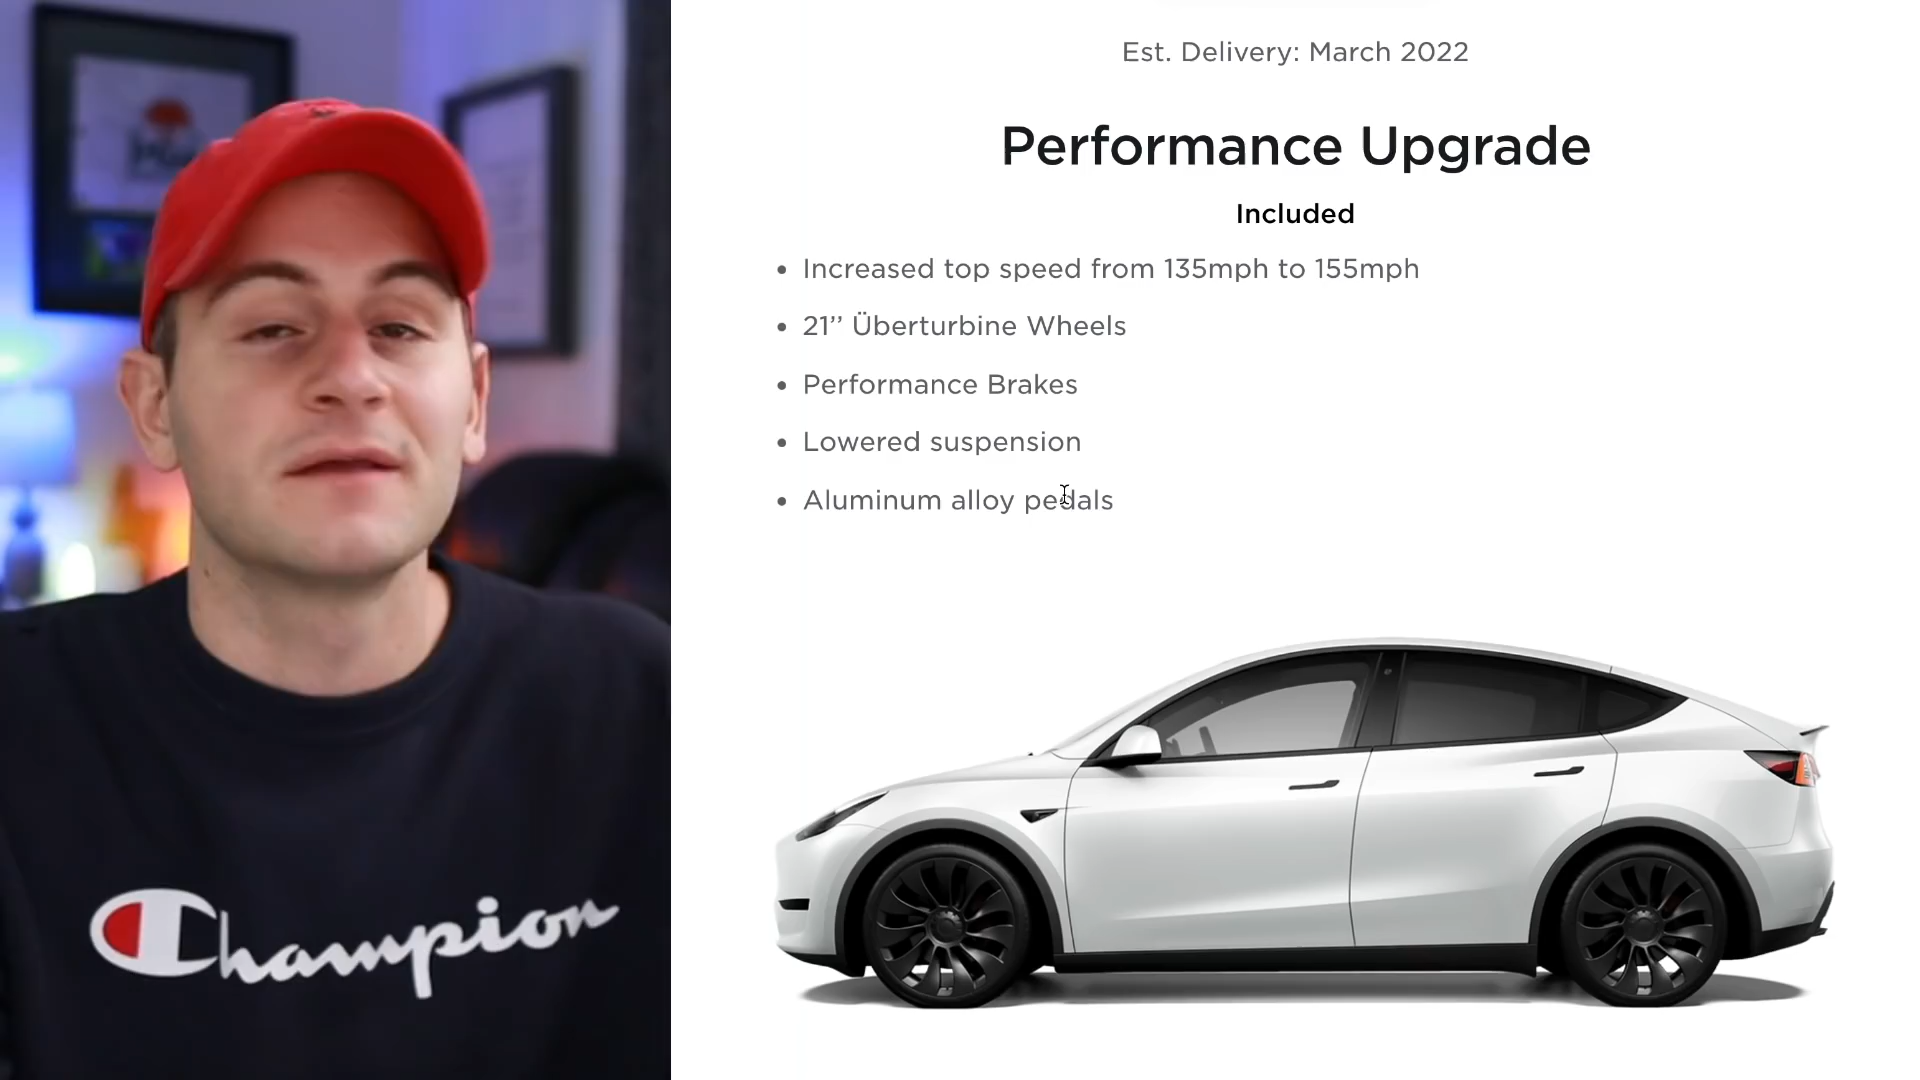 Est. Delivery: March 2022
Performance Upgrade
Included
• Increased top speed from 135mph to 155mph
• 21’’ Überturbine Wheels
• Performance Brakes
• Lowered suspension
• Aluminum alloy pedals
Champion